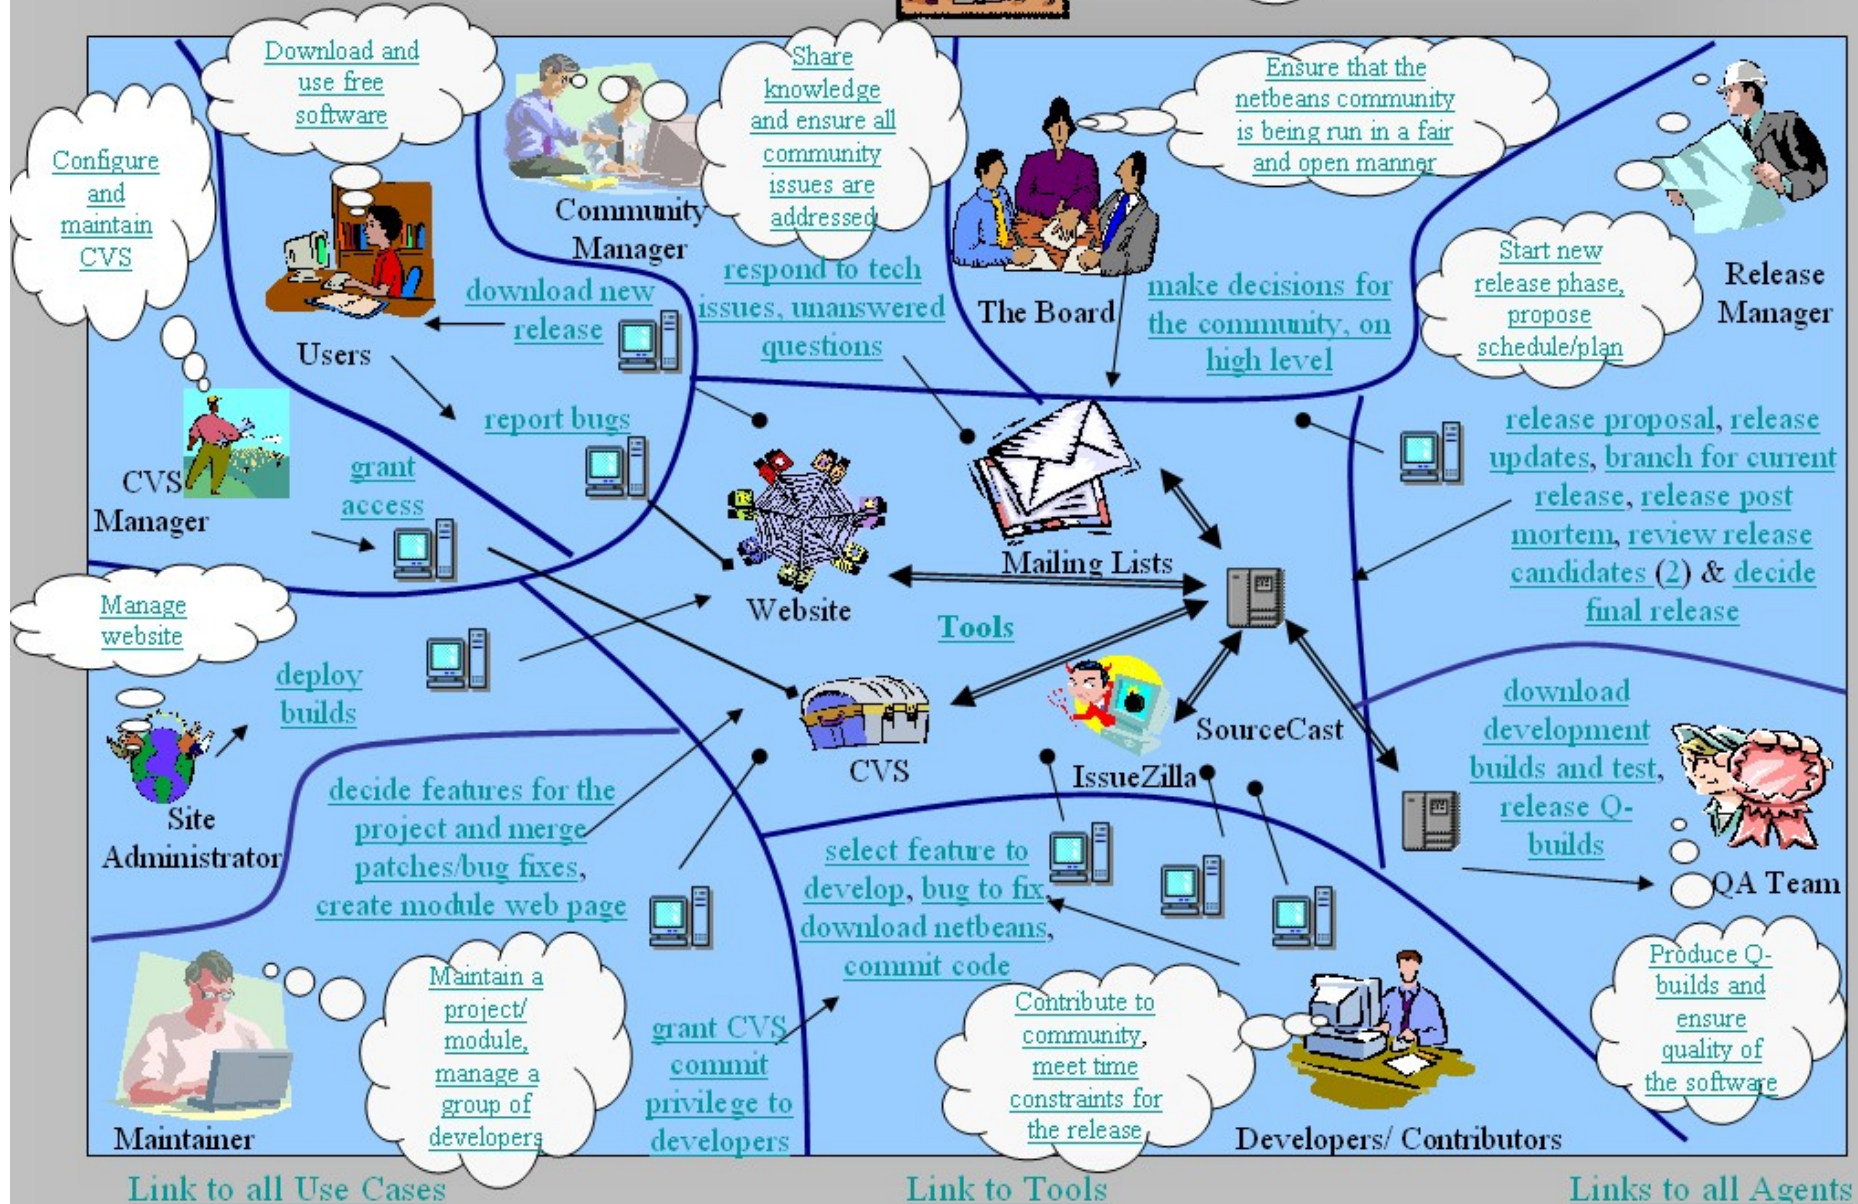 Download and
use free
software
Share
knowledge
and ensure all
community
issues are
addressed
Ensure that the
netbeans community
is being run in a fair
and open manner
Configure
and
maintain
CVS
Community
Manager
Start new
release phase,
propose
schedule/plan
Release
Manager
download new
release
Users
respond to tech
issues, unanswered
questions
The Board
make decisions for
the community, on
high level
report bugs
CVS
Manager
grant
access
release proposal, release
updates, branch for current
release, release post
mortem, review release
candidates (2) & decide
final release
Mailing Lists
Website
Tools
Manage
website
deploy
builds
Site
Administrator
CVS
SourceCast
IssueZilla
download
development
builds and test,
release Q-
builds
QA Team
decide features for the
project and merge
patches/bug fixes,
create module web page
select feature to
develop, bug to fix,
download netbeans,
commit code
Maintain a
project/
module,
manage a
group of
developers
Maintainer
grant CVS
commit
privilege to
developers
Contribute to
community,
meet time
constraints for
the release
Developers/ Contributors
Produce Q-
builds and
ensure
quality of
the software
Link to all Use Cases
Link to Tools
Links to all Agents